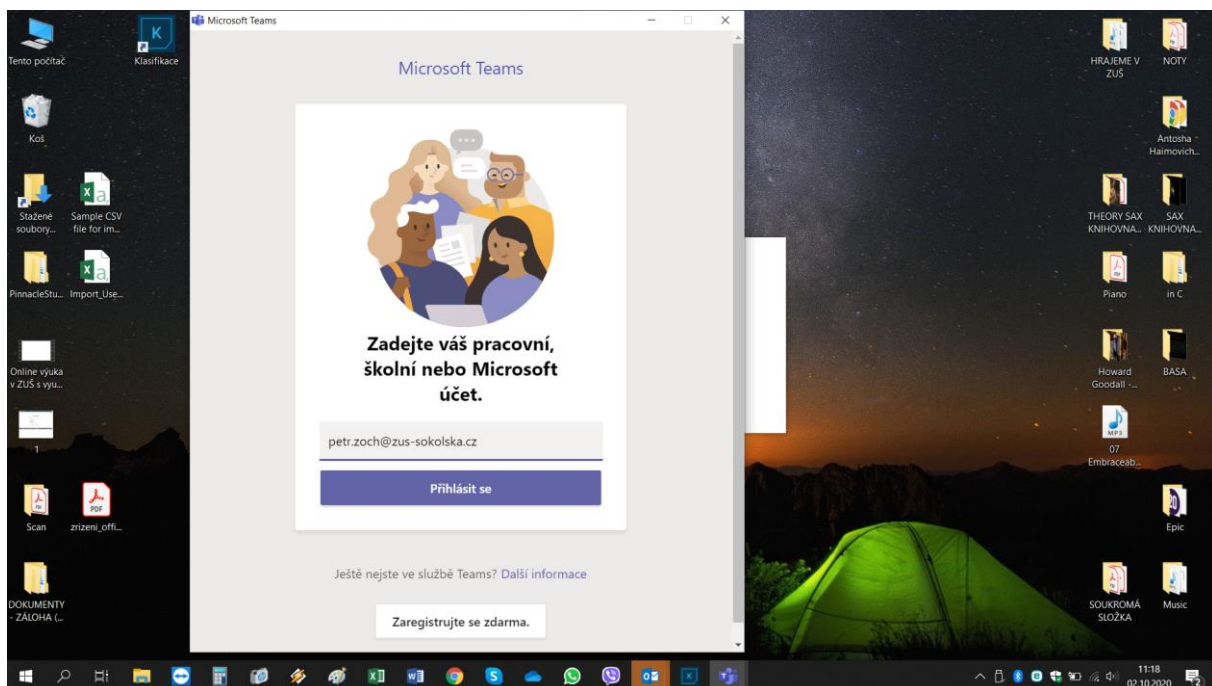 Microsoft Teams
Microsoft Teams
Zadejte váš pracovní,
školní nebo Microsoft
účet.
petr.zoch@zus-sokolska.cz
Přihlásit se
Ještě nejste ve službě Teams? Další informace
Zaregistrujte se zdarma.
Tento počítač
K
Klasifikace
Koš
Stažené
soubory...
Sample CSV
file for im...
PinnacleStu...
Import_Use...
Online výuka
v ZUŠ s vyu...
1
Scan
PDF
zrizeni_offi...
DOKUMENTY
- ZÁLOHA (...
HRAJEME V
ZUŠ
NOTY
Antosha
Haimovich...
THEORY SAX
KNIHOVNA...
SAX
KNIHOVNA...
Piano
in C
Howard
Goodall -...
BASA
MP3
07
Embraceab...
Epic
SOUKROMÁ
SLOŽKA
Music
11:18
02.10.2020